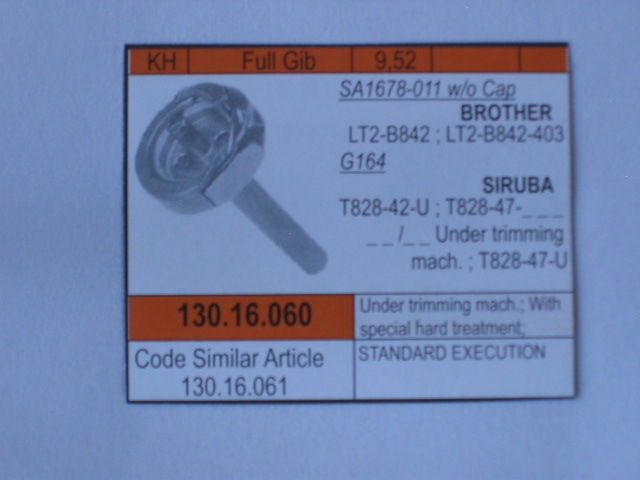 KH Full Gib 9,52
SA1678-011 w/o Cap
BROTHER
LT2-B842 ; LT2-B842-403
G164
SIRUBA
T828-42-U ; T828-47-_ _ _
_ _/_ _ Under trimming
mach. ; T828-47-U
130.16.060
Under trimming mach.; With
special hard treatment;
Code Similar Article
130.16.061
STANDARD EXECUTION